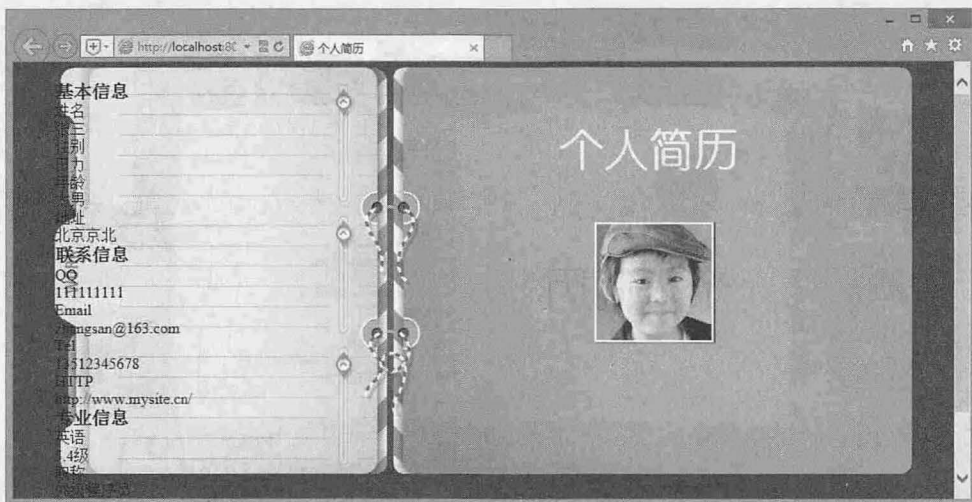 http://localhost:80
个人简历
基本信息
姓名
张三
性别
年龄
地址
北京京北
联系信息
QQ
111111111
Email
zhangsan@163.com
Tel
13512345678
HTTP
http://www.mysite.cn/
专业信息
英语
职称
个人简历